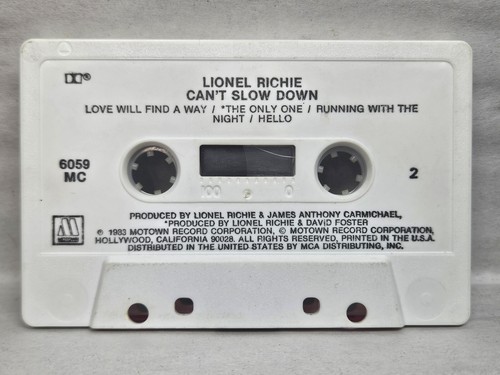 LIONEL RICHIE
CAN'T SLOW DOWN
LOVE WILL FIND A WAY / *THE ONLY ONE / RUNNING WITH THE
NIGHT / HELLO
6059
MC
2
100 0
M
PRODUCED BY LIONEL RICHIE & JAMES ANTHONY CARMICHAEL,
*PRODUCED BY LIONEL RICHIE & DAVID FOSTER
℗ 1983 MOTOWN RECORD CORPORATION, © MOTOWN RECORD CORPORATION,
HOLLYWOOD, CALIFORNIA 90028. ALL RIGHTS RESERVED, PRINTED IN THE U.S.A.
DISTRIBUTED IN THE UNITED STATES BY MCA DISTRIBUTING, INC.